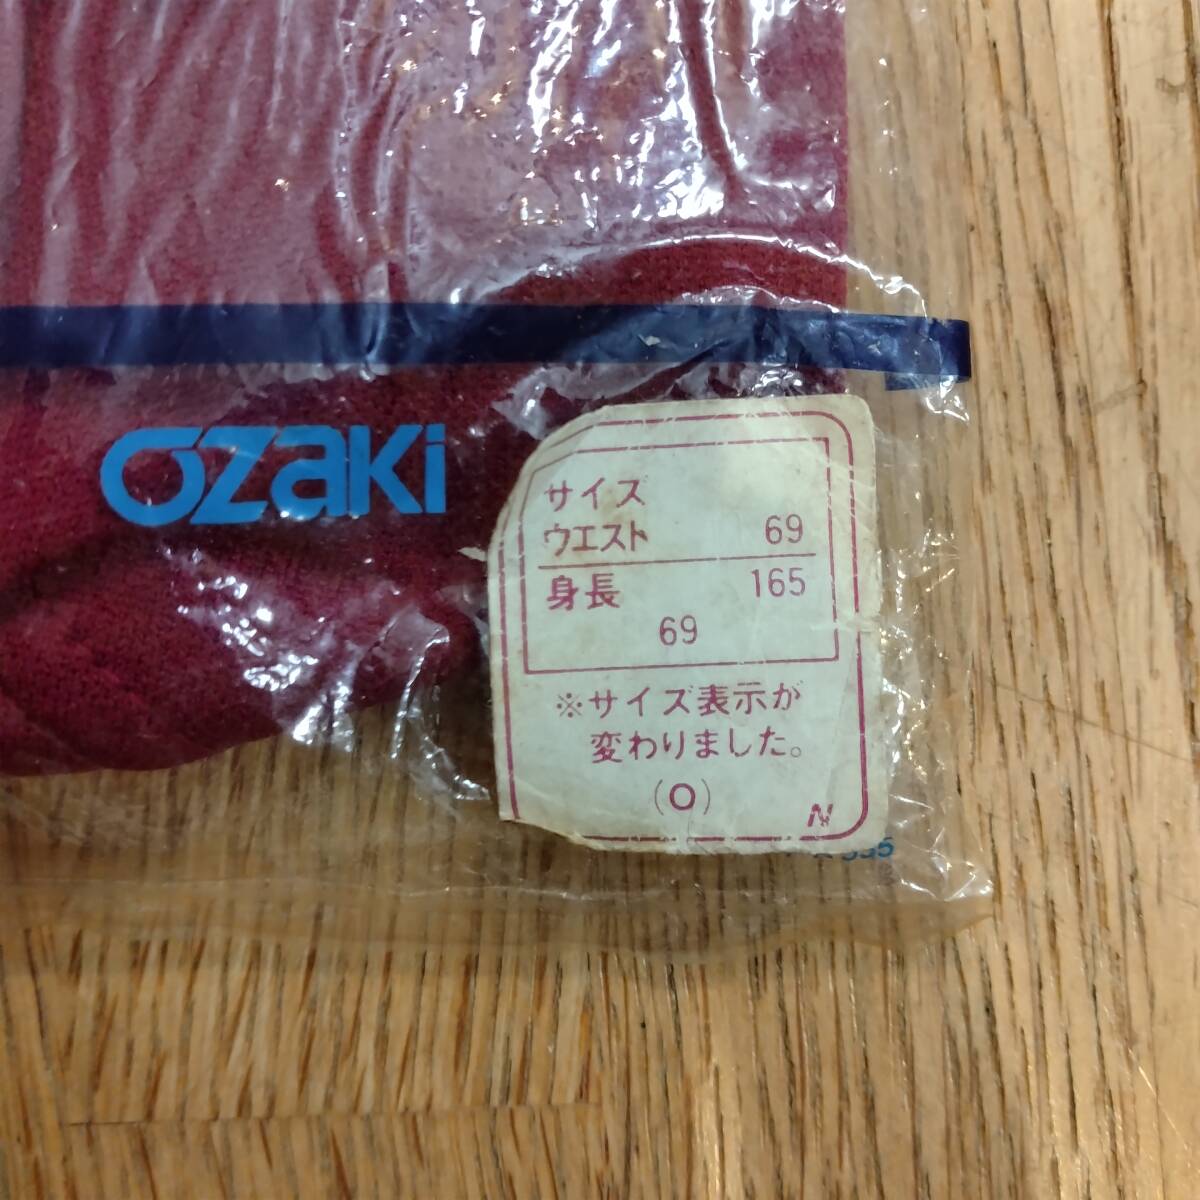 OZAKI
サイズ
ウエスト 69
身長 165
69
※サイズ表示が
変わりました。
(O)
N